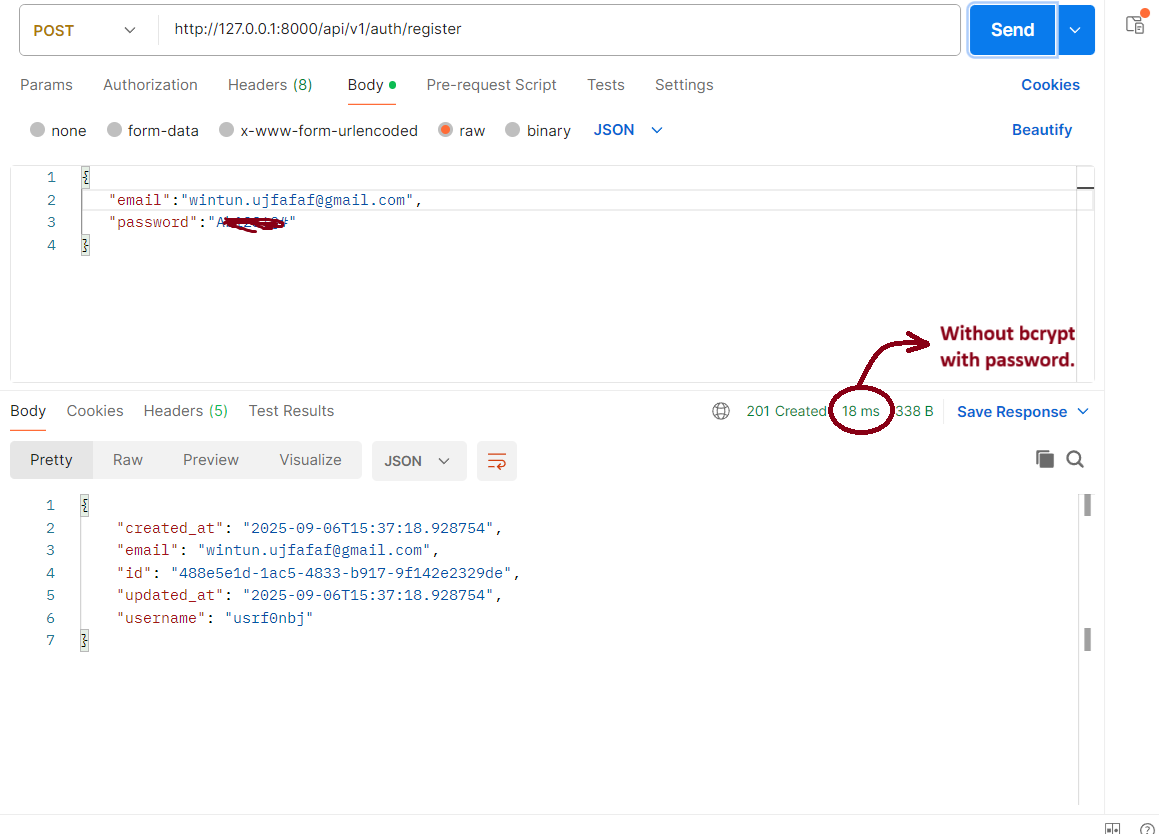 POST http://127.0.0.1:8000/api/v1/auth/register Send
Params Authorization Headers (8) Body Pre-request Script Tests Settings Cookies
none form-data x-www-form-urlencoded raw binary JSON Beautify
1 {
2 "email":"wintun.ujfafaf@gmail.com",
3 "password":"
4 }
Without bcrypt
with password.
Body Cookies Headers (5) Test Results 201 Created 18 ms 338 B Save Response
Pretty Raw Preview Visualize JSON
1 {
2 "created_at": "2025-09-06T15:37:18.928754",
3 "email": "wintun.ujfafaf@gmail.com",
4 "id": "488e5e1d-1ac5-4833-b917-9f142e2329de",
5 "updated_at": "2025-09-06T15:37:18.928754",
6 "username": "usrf0nbj"
7 }